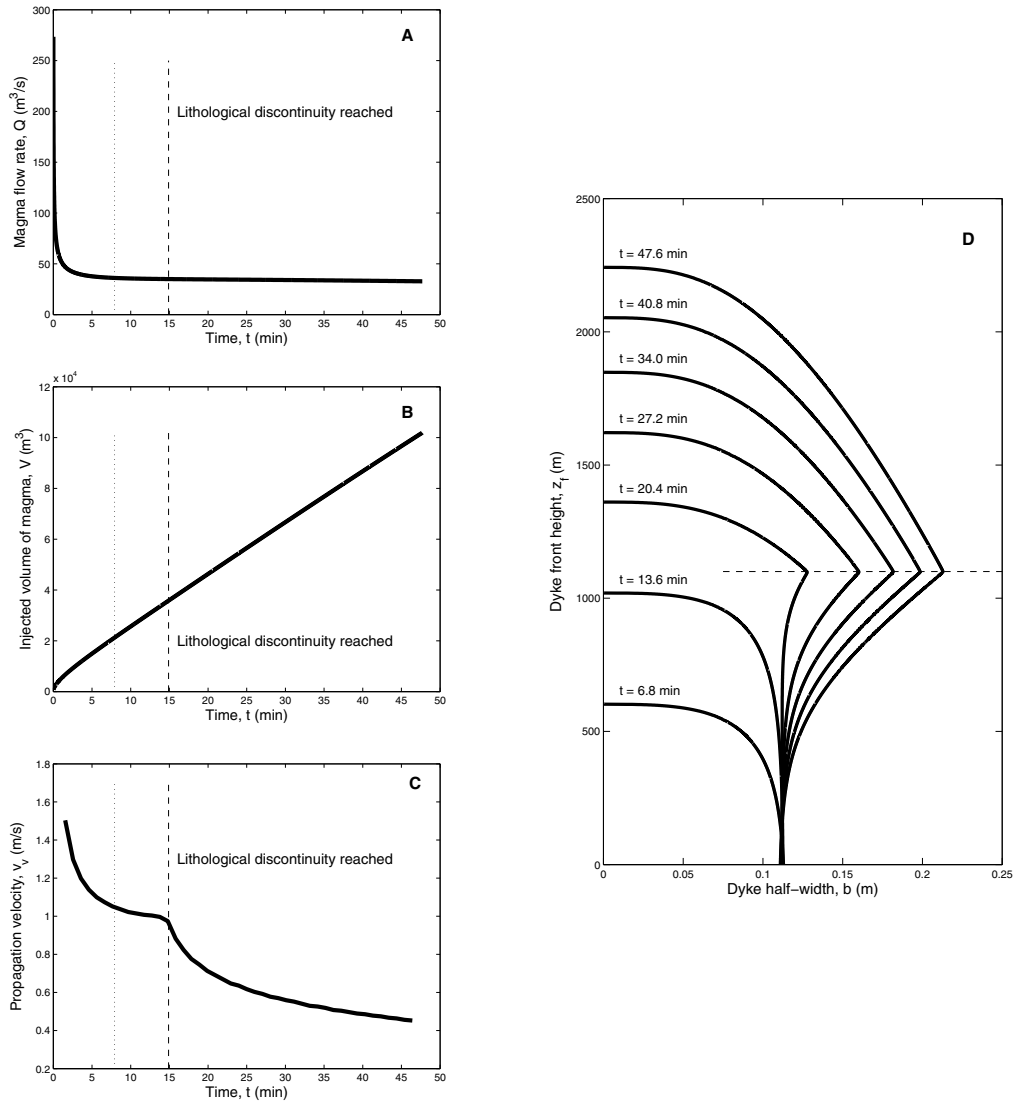 A
300
250
200
150
100
50
0
Magma flow rate, Q (m³/s)
Lithological discontinuity reached
0 5 10 15 20 25 30 35 40 45 50
Time, t (min)
x 10⁴
B
12
10
8
6
4
2
0
Injected volume of magma, V (m³)
Lithological discontinuity reached
0 5 10 15 20 25 30 35 40 45 50
Time, t (min)
C
1.8
1.6
1.4
1.2
1
0.8
0.6
0.4
0.2
Propagation velocity, vᵥ (m/s)
Lithological discontinuity reached
0 5 10 15 20 25 30 35 40 45 50
Time, t (min)
D
2500
2000
1500
1000
500
0
Dyke front height, z_f (m)
t = 47.6 min
t = 40.8 min
t = 34.0 min
t = 27.2 min
t = 20.4 min
t = 13.6 min
t = 6.8 min
0 0.05 0.1 0.15 0.2 0.25
Dyke half−width, b (m)